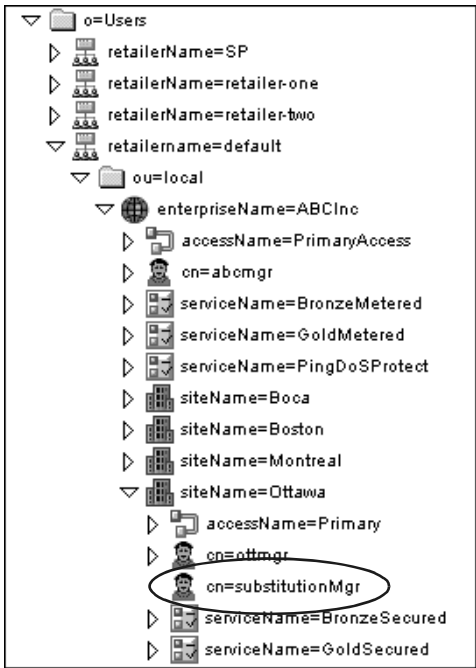 o=Users
retailerName=SP
retailerName=retailer-one
retailerName=retailer-two
retailername=default
ou=local
enterpriseName=ABCInc
accessName=PrimaryAccess
cn=abcmgr
serviceName=BronzeMetered
serviceName=GoldMetered
serviceName=PingDoSProtect
siteName=Boca
siteName=Boston
siteName=Montreal
siteName=Ottawa
accessName=Primary
cn=ottmgr
cn=substitutionMgr
serviceName=BronzeSecured
serviceName=GoldSecured